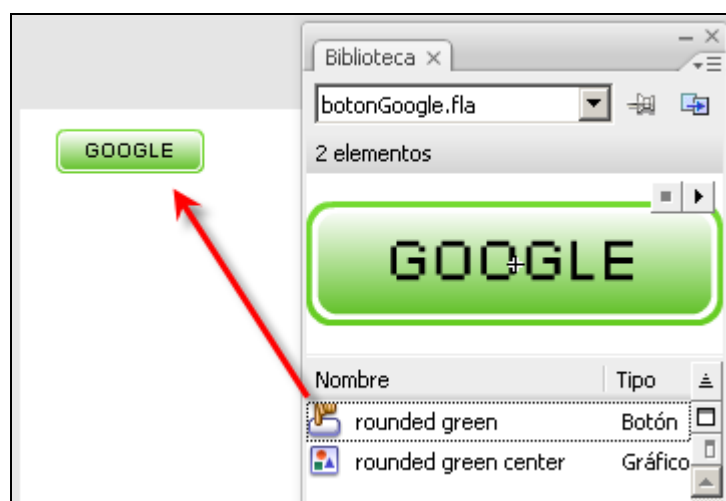 Biblioteca
botonGoogle.fla
GOOGLE
2 elementos
GOOGLE
Nombre Tipo
rounded green Botón
rounded green center Gráfico